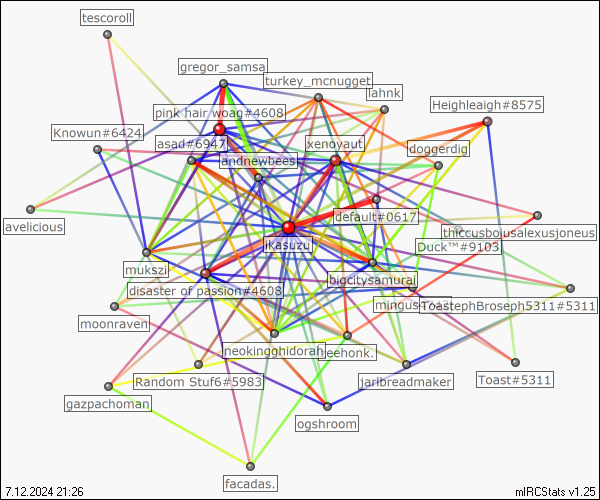 tescoroll
gregor_samsa
turkey_mcnugget
lahnk
Heighleaigh#8575
pink hair woag#4608
Knowun#6424
asad#6947
xenoyaut
doggerdig
andnewbees
avelicious
default#0617
thiccusboiusalexusjoneus
ikasuzu
Duck™#9103
mukszii
bigcitysamurai
disaster of passion#4608
mingus
ToastephBroseph5311#5311
moonraven
neokingghidorah
eehonk.
Random Stuf6#5983
jarlbreadmaker
Toast#5311
gazpachoman
ogshroom
facadas.
7.12.2024 21:26
mIRCStats v1.25